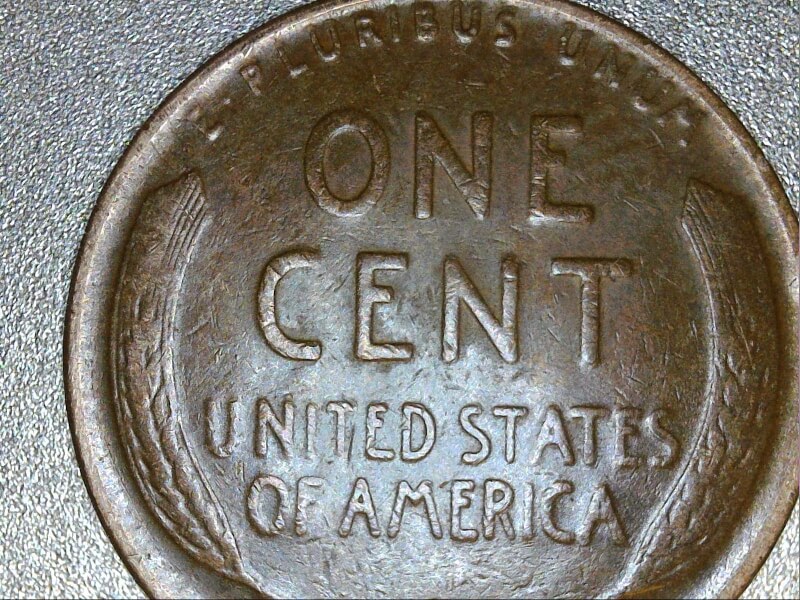 E · PLURIBUS UNUM
ONE
CENT
UNITED STATES
OF AMERICA